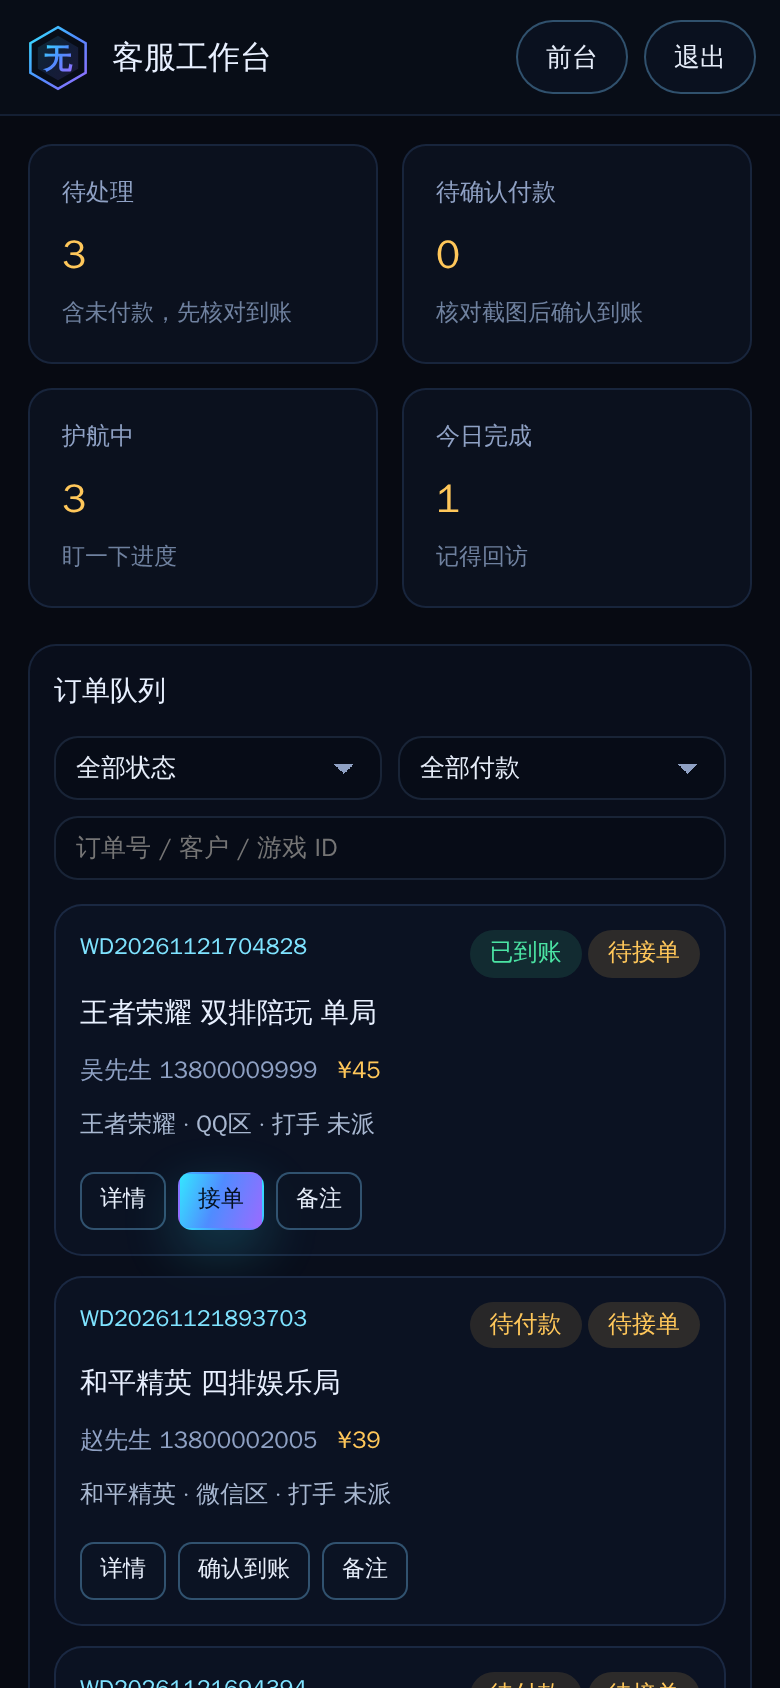 无 客服工作台 前台 退出
待处理 待确认付款
3 0
含未付款，先核对到账 核对截图后确认到账
护航中 今日完成
3 1
盯一下进度 记得回访
订单队列
全部状态 全部付款
订单号 / 客户 / 游戏 ID
WD20261121704828 已到账 待接单
王者荣耀 双排陪玩 单局
吴先生 13800009999 ¥45
王者荣耀 · QQ区 · 打手 未派
详情 接单 备注
WD20261121893703 待付款 待接单
和平精英 四排娱乐局
赵先生 13800002005 ¥39
和平精英 · 微信区 · 打手 未派
详情 确认到账 备注
WD20261121694394 待付款 待接单